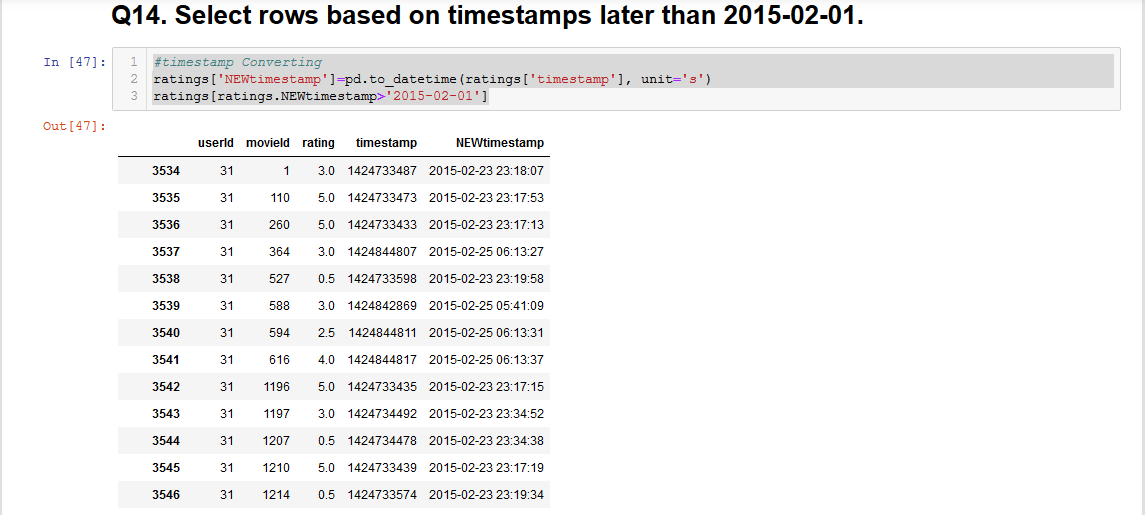 Q14. Select rows based on timestamps later than 2015-02-01.
In [47]:
1 #timestamp Converting
2 ratings['NEWtimestamp']=pd.to_datetime(ratings['timestamp'], unit='s')
3 ratings[ratings.NEWtimestamp>'2015-02-01']
Out[47]:
userId movieId rating timestamp NEWtimestamp
3534 31 1 3.0 1424733487 2015-02-23 23:18:07
3535 31 110 5.0 1424733473 2015-02-23 23:17:53
3536 31 260 5.0 1424733433 2015-02-23 23:17:13
3537 31 364 3.0 1424844807 2015-02-25 06:13:27
3538 31 527 0.5 1424733598 2015-02-23 23:19:58
3539 31 588 3.0 1424842869 2015-02-25 05:41:09
3540 31 594 2.5 1424844811 2015-02-25 06:13:31
3541 31 616 4.0 1424844817 2015-02-25 06:13:37
3542 31 1196 5.0 1424733435 2015-02-23 23:17:15
3543 31 1197 3.0 1424734492 2015-02-23 23:34:52
3544 31 1207 0.5 1424734478 2015-02-23 23:34:38
3545 31 1210 5.0 1424733439 2015-02-23 23:17:19
3546 31 1214 0.5 1424733574 2015-02-23 23:19:34